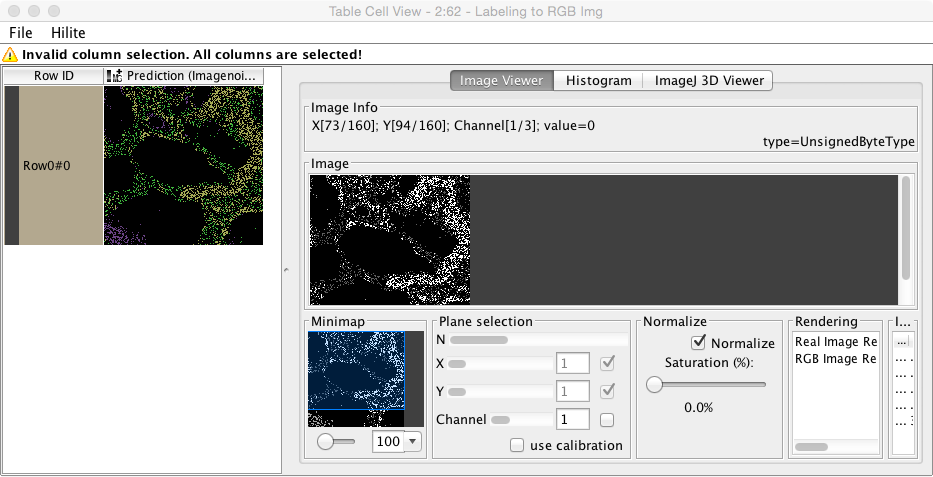 Table Cell View - 2:62 - Labeling to RGB Img
File Hilite
Invalid column selection. All columns are selected!
Row ID Prediction (Imagenoi...
Row0#0
Image Viewer Histogram ImageJ 3D Viewer
Image Info
X[73/160]; Y[94/160]; Channel[1/3]; value=0
type=UnsignedByteType
Image
Minimap
100
Plane selection
N
X 1
Y 1
Channel 1
use calibration
Normalize
Normalize
Saturation (%):
0.0%
Rendering
Real Image Re
RGB Image Re
I...
...
... .
... .
... .
... .